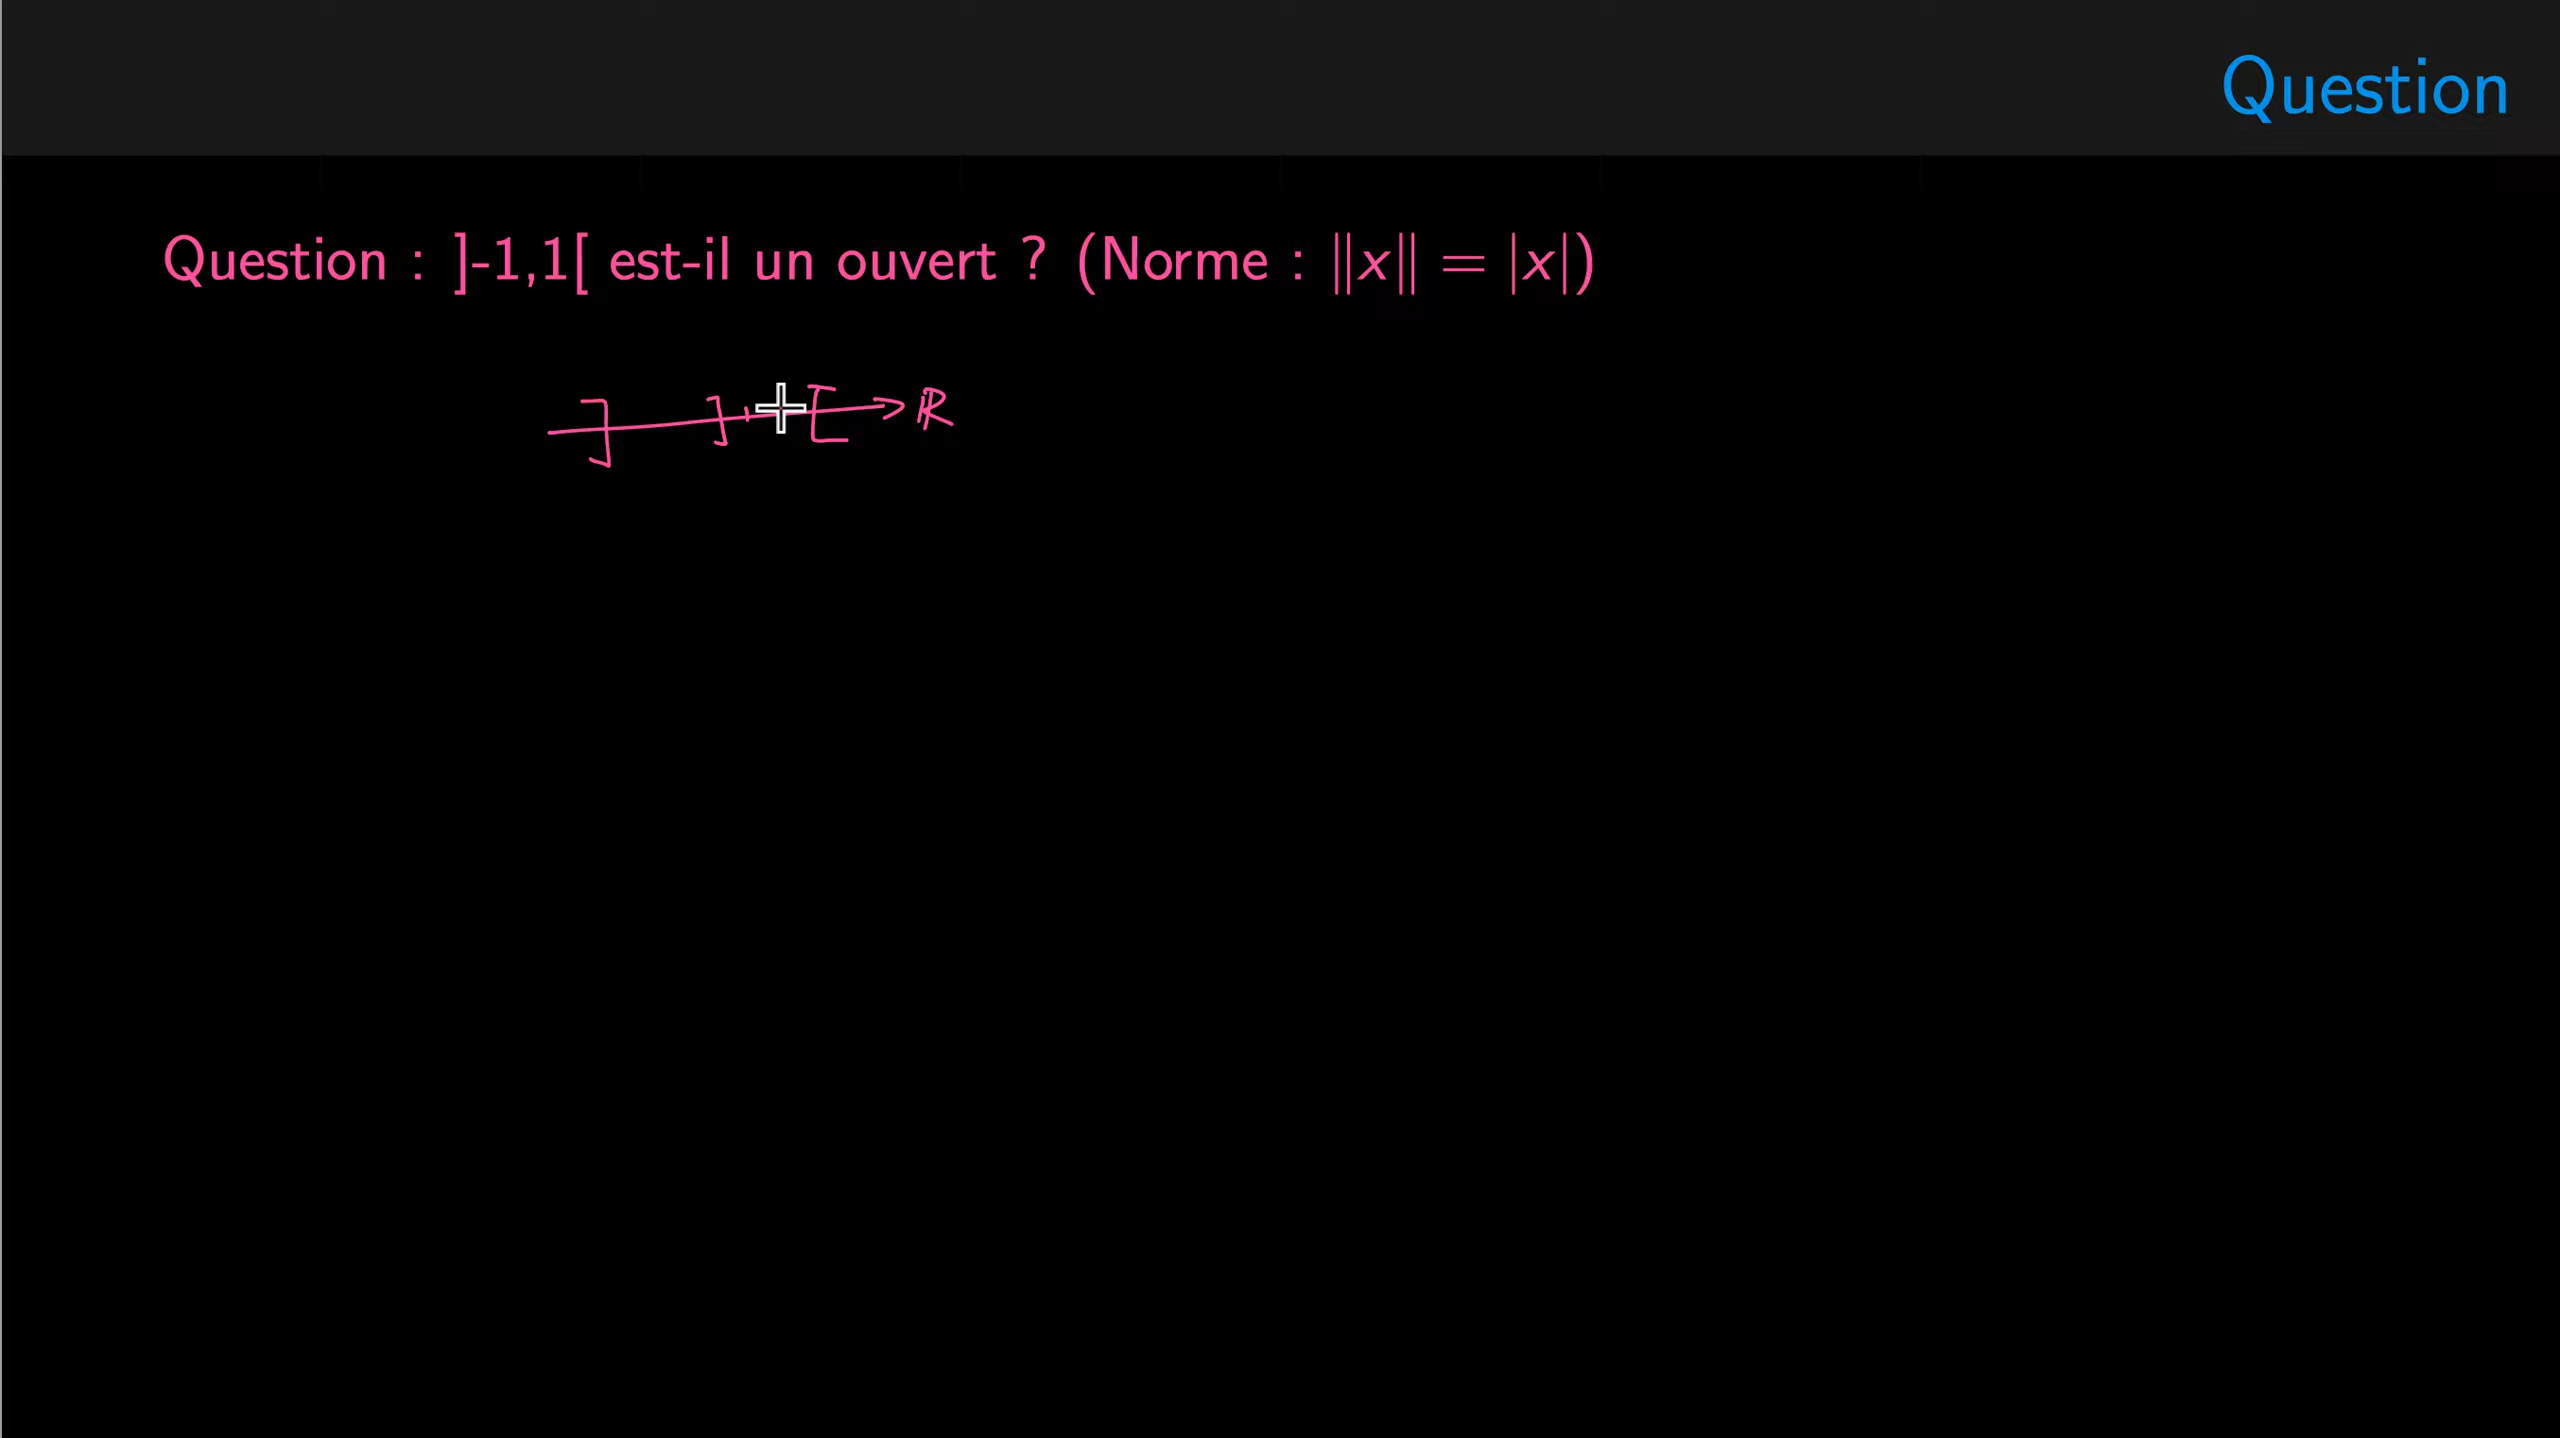 Question
Question : ]-1,1[ est-il un ouvert ? (Norme : ||x|| = |x|)
] ] [ ℝ